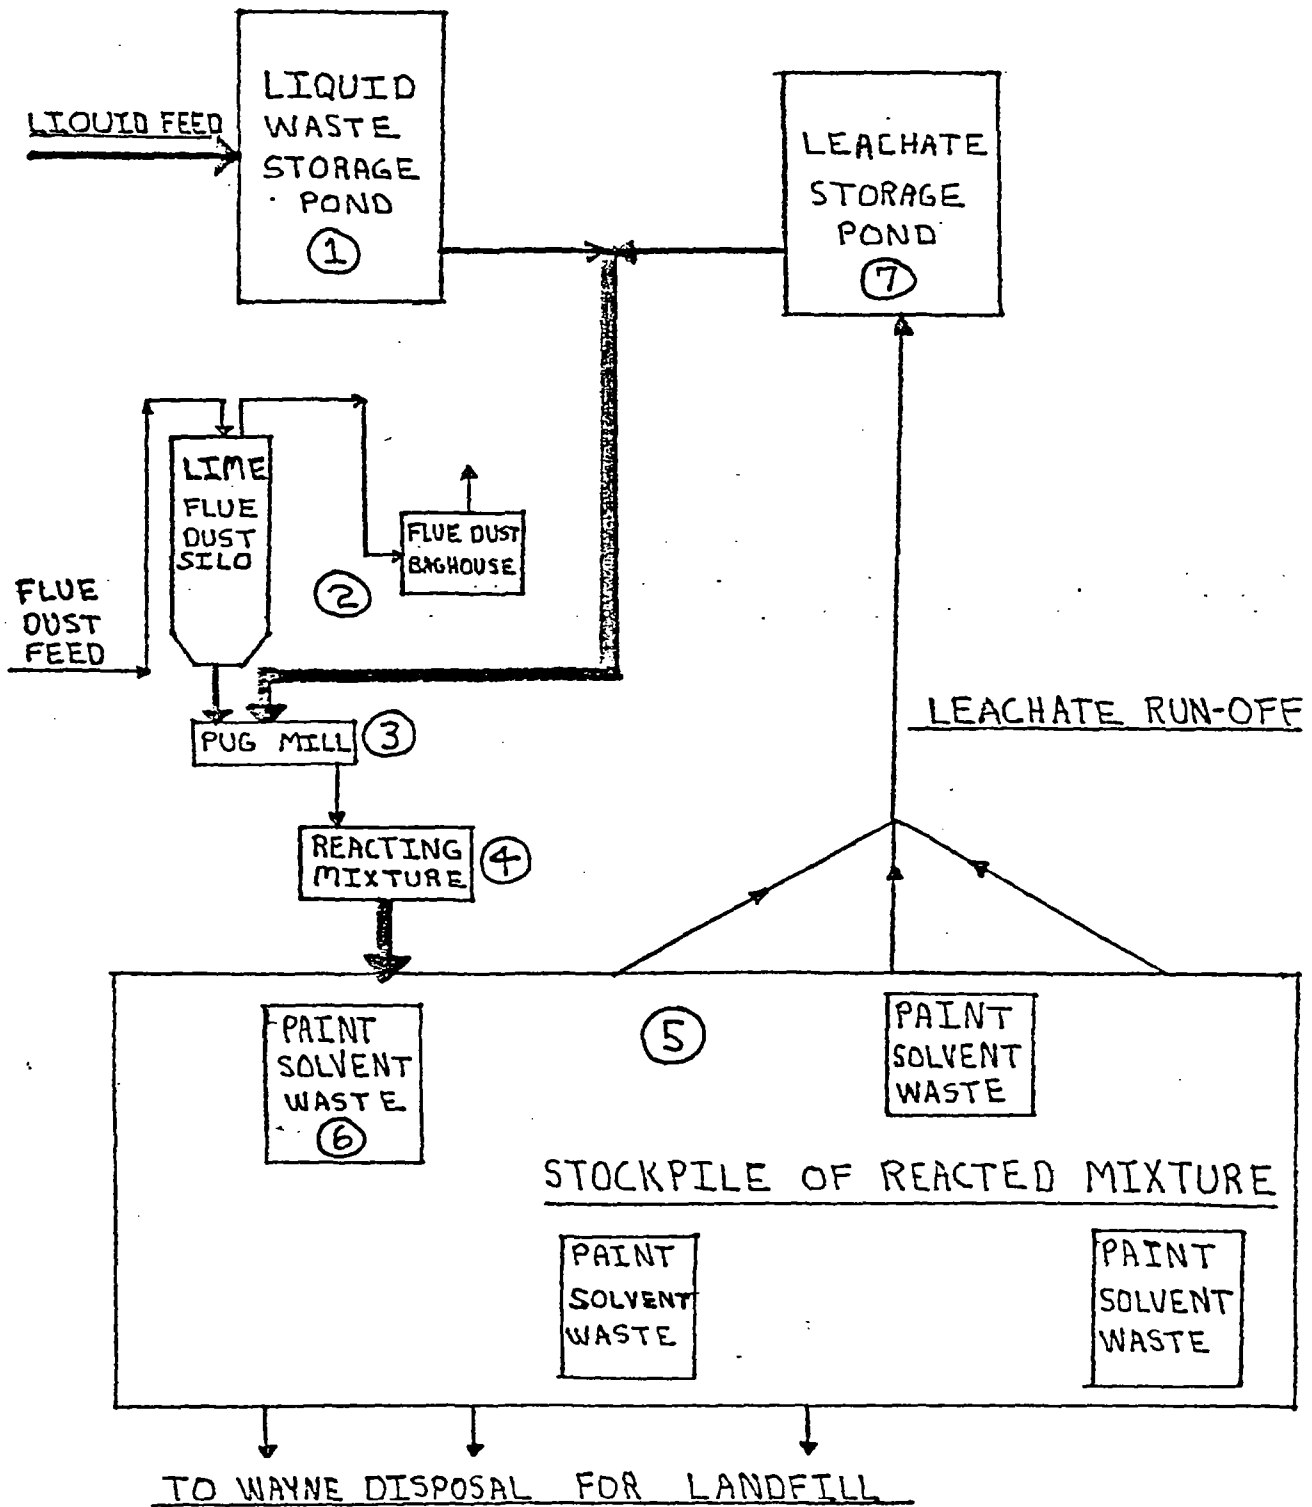 LIQUID
WASTE
STORAGE
POND
1
LIQUID FEED
LEACHATE
STORAGE
POND
7
LIME
FLUE
DUST
SILO
2
FLUE DUST
BAGHOUSE
FLUE
DUST
FEED
PUG MILL
3
LEACHATE RUN-OFF
REACTING
MIXTURE
4
PAINT
SOLVENT
WASTE
6
5
PAINT
SOLVENT
WASTE
STOCKPILE OF REACTED MIXTURE
PAINT
SOLVENT
WASTE
PAINT
SOLVENT
WASTE
TO WAYNE DISPOSAL FOR LANDFILL